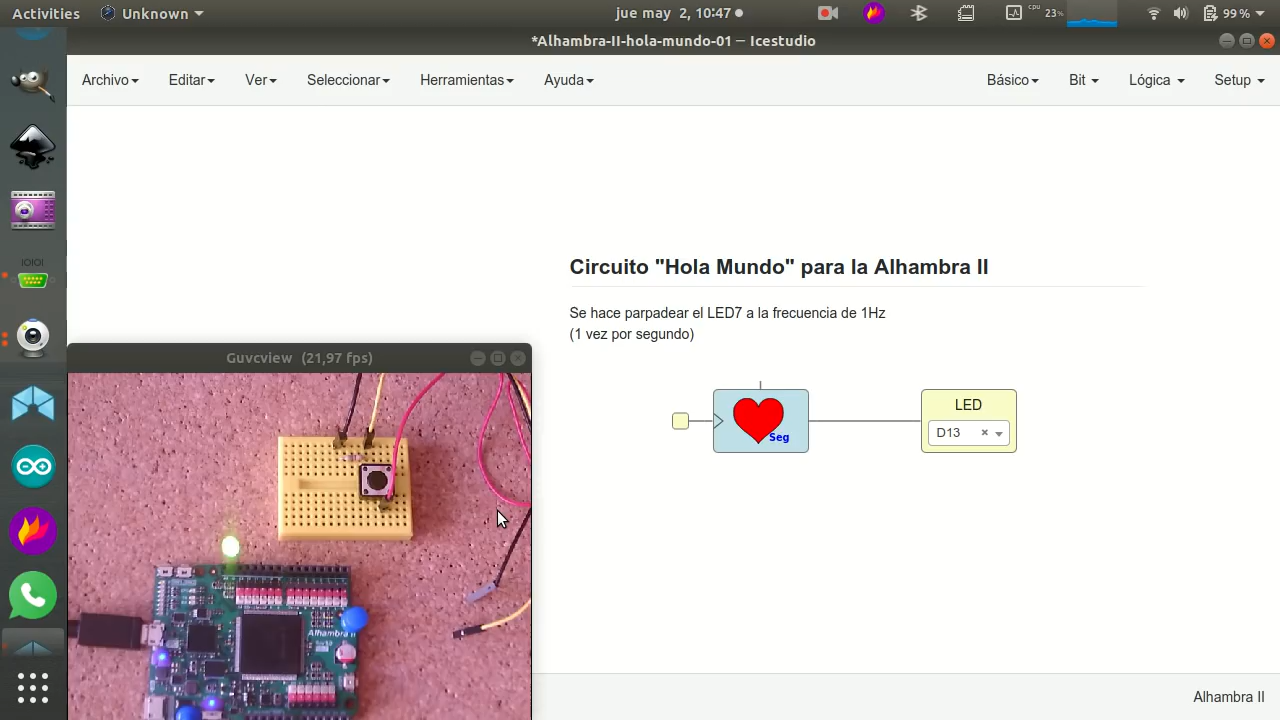 Activities
Unknown
jue may 2, 10:47
cpu
23%
99 %
*Alhambra-II-hola-mundo-01 — Icestudio
Archivo
Editar
Ver
Seleccionar
Herramientas
Ayuda
Básico
Bit
Lógica
Setup
Circuito "Hola Mundo" para la Alhambra II
Se hace parpadear el LED7 a la frecuencia de 1Hz
(1 vez por segundo)
Seg
LED
D13
IOIOI
Guvcview (21,97 fps)
Alhambra II
Alhambra II